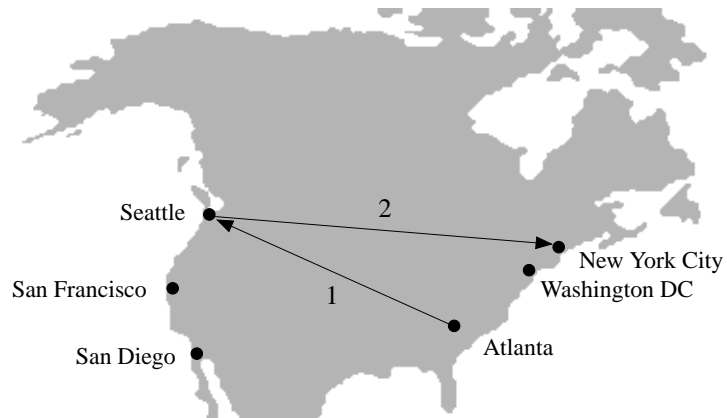 2
Seattle
New York City
Washington DC
San Francisco
1
Atlanta
San Diego